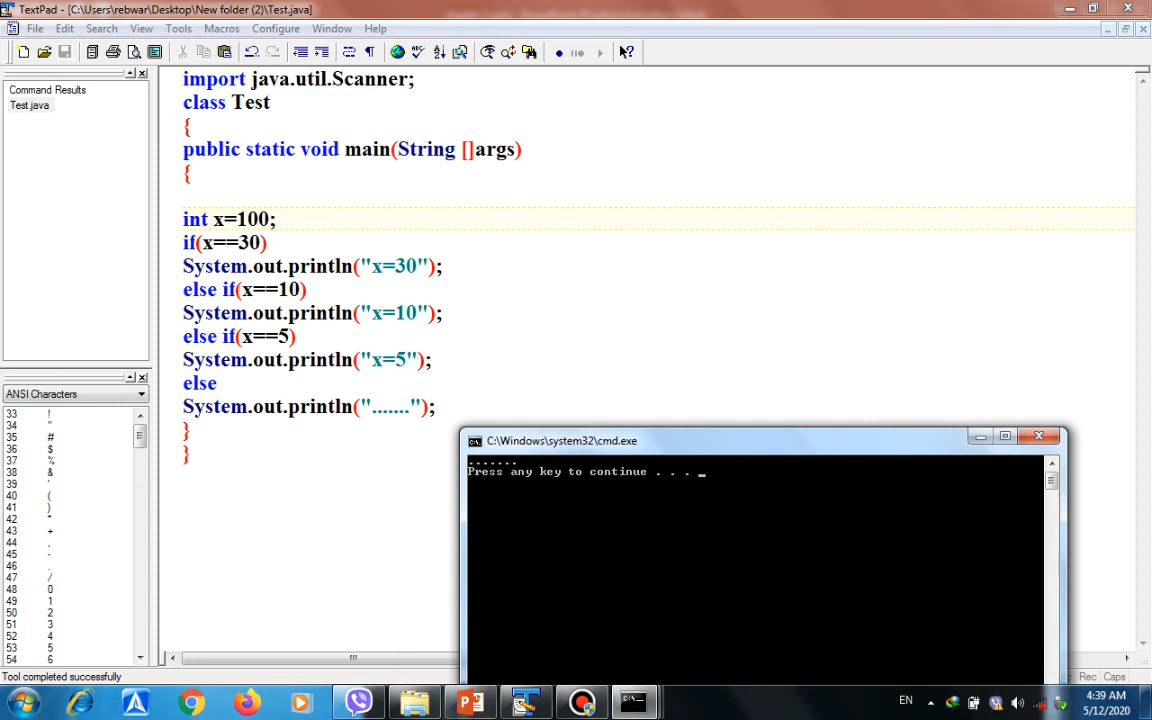 TextPad - [C:\Users\rebwar\Desktop\New folder (2)\Test.java]
File Edit Search View Tools Macros Configure Window Help
Command Results
Test.java
import java.util.Scanner;
class Test
{
public static void main(String []args)
{
int x=100;
if(x==30)
System.out.println("x=30");
else if(x==10)
System.out.println("x=10");
else if(x==5)
System.out.println("x=5");
else
System.out.println(".......");
}
}
ANSI Characters
33 !
34 "
35 #
36 $
37 %
38 &
39 '
40 (
41 )
42 *
43 +
44 ,
45 -
46 .
47 /
48 0
49 1
50 2
51 3
52 4
53 5
54 6
C:\Windows\system32\cmd.exe
.......
Press any key to continue . . . _
Tool completed successfully
Rec Caps
EN
4:39 AM
5/12/2020